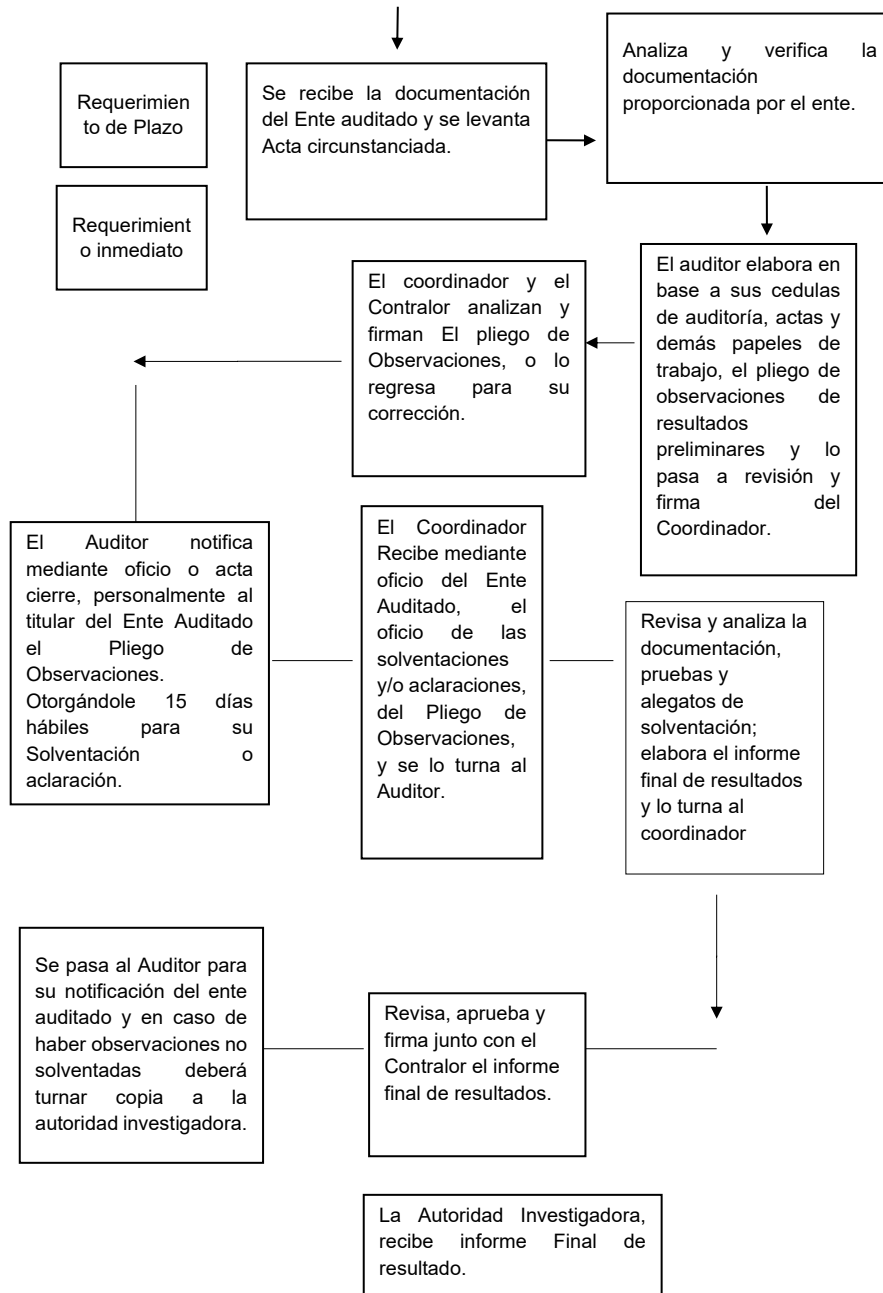 Requerimien
to de Plazo
Se recibe la documentación
del Ente auditado y se levanta
Acta circunstanciada.
Analiza y verifica la
documentación
proporcionada por el ente.
Requerimient
o inmediato
El coordinador y el
Contralor analizan y
firman El pliego de
Observaciones, o lo
regresa para su
corrección.
El auditor elabora en
base a sus cedulas
de auditoría, actas y
demás papeles de
trabajo, el pliego de
observaciones de
resultados
preliminares y lo
pasa a revisión y
firma del
Coordinador.
El Auditor notifica
mediante oficio o acta
cierre, personalmente al
titular del Ente Auditado
el Pliego de
Observaciones.
Otorgándole 15 días
hábiles para su
Solventación o
aclaración.
El Coordinador
Recibe mediante
oficio del Ente
Auditado, el
oficio de las
solventaciones
y/o aclaraciones,
del Pliego de
Observaciones,
y se lo turna al
Auditor.
Revisa y analiza la
documentación,
pruebas y
alegatos de
solventación;
elabora el informe
final de resultados
y lo turna al
coordinador
Se pasa al Auditor para
su notificación del ente
auditado y en caso de
haber observaciones no
solventadas deberá
turnar copia a la
autoridad investigadora.
Revisa, aprueba y
firma junto con el
Contralor el informe
final de resultados.
La Autoridad Investigadora,
recibe informe Final de
resultado.